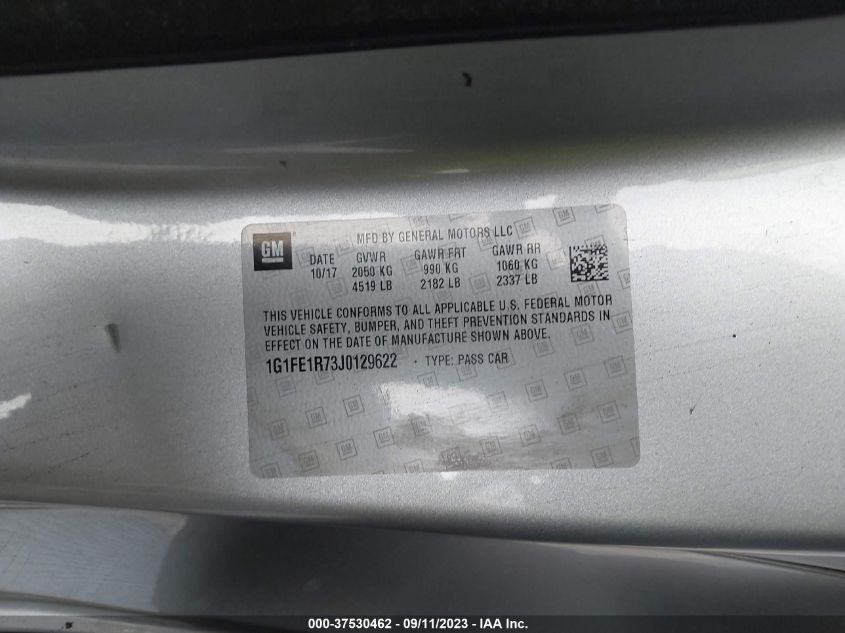 GM
MFD BY GENERAL MOTORS LLC
DATE GVWR GAWR FRT GAWR RR
10/17 2050 KG 990 KG 1060 KG
4519 LB 2182 LB 2337 LB
THIS VEHICLE CONFORMS TO ALL APPLICABLE U.S. FEDERAL MOTOR
VEHICLE SAFETY, BUMPER, AND THEFT PREVENTION STANDARDS IN
EFFECT ON THE DATE OF MANUFACTURE SHOWN ABOVE.
1G1FE1R73J0129622 - TYPE: PASS CAR
000-37530462 - 09/11/2023 - IAA Inc.